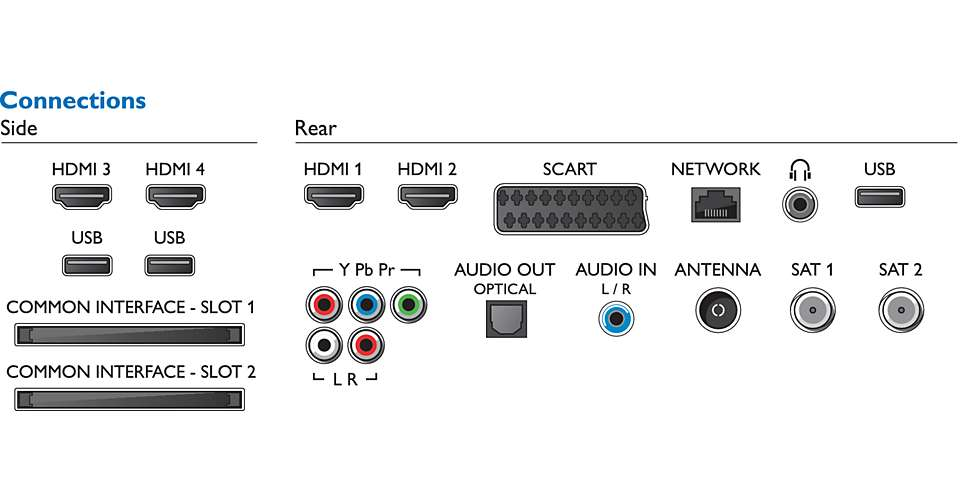 Connections
Side
HDMI 3 HDMI 4
USB USB
COMMON INTERFACE - SLOT 1
COMMON INTERFACE - SLOT 2
Rear
HDMI 1 HDMI 2 SCART NETWORK USB
Y Pb Pr AUDIO OUT AUDIO IN ANTENNA SAT 1 SAT 2
OPTICAL L / R
L R